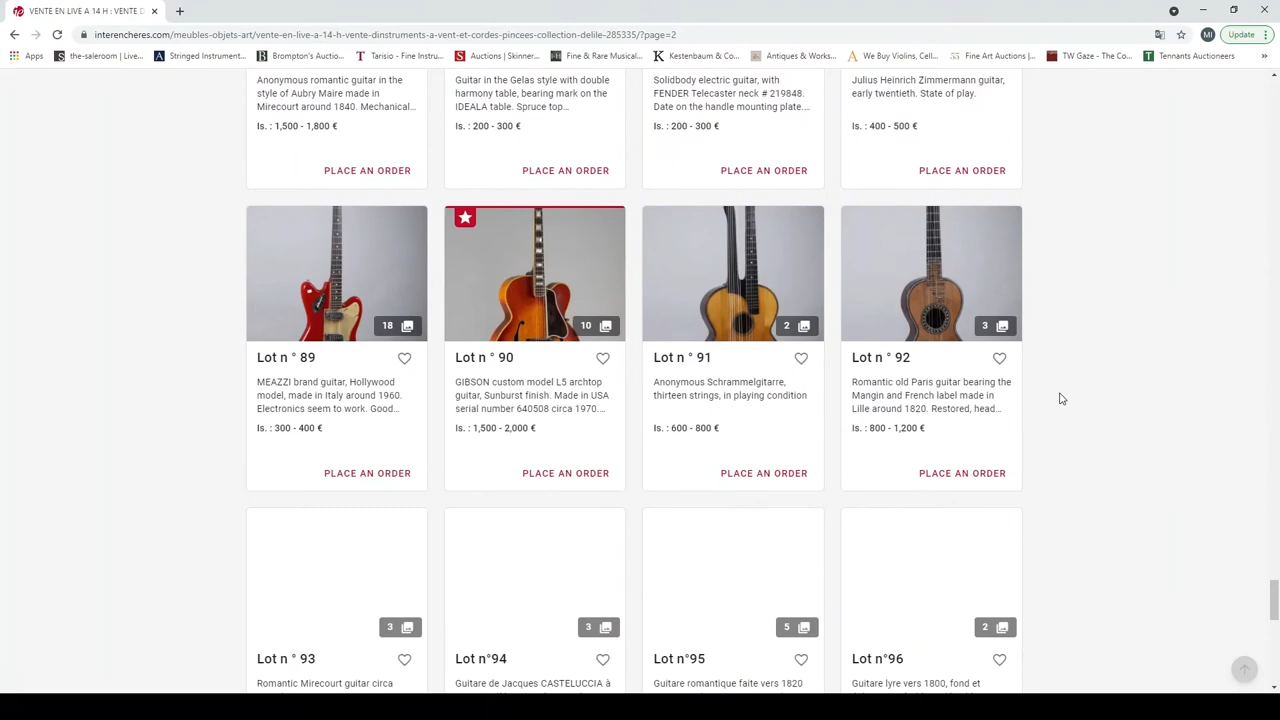 VENTE EN LIVE A 14 H : VENTE D
interencheres.com/meubles-objets-art/vente-en-live-a-14-h-vente-dinstruments-a-vent-et-cordes-pincees-collection-delile-285335/?page=2
MI
Update
Apps
the-saleroom | Live...
Stringed Instrument...
Brompton's Auction...
Tarisio - Fine Instru...
Auctions | Skinner...
Fine & Rare Musical...
Kestenbaum & Co...
Antiques & Works...
We Buy Violins, Cell...
Fine Art Auctions |...
TW Gaze - The Co...
Tennants Auctioneers
»
Anonymous romantic guitar in the
style of Aubry Maire made in
Mirecourt around 1840. Mechanical...
Is. : 1,500 - 1,800 €
PLACE AN ORDER
Guitar in the Gelas style with double
harmony table, bearing mark on the
IDEALA table. Spruce top...
Is. : 200 - 300 €
PLACE AN ORDER
Solidbody electric guitar, with
FENDER Telecaster neck # 219848.
Date on the handle mounting plate....
Is. : 200 - 300 €
PLACE AN ORDER
Julius Heinrich Zimmermann guitar,
early twentieth. State of play.
Is. : 400 - 500 €
PLACE AN ORDER
18
Lot n ° 89
MEAZZI brand guitar, Hollywood
model, made in Italy around 1960.
Electronics seem to work. Good...
Is. : 300 - 400 €
PLACE AN ORDER
10
Lot n ° 90
GIBSON custom model L5 archtop
guitar, Sunburst finish. Made in USA
serial number 640508 circa 1970....
Is. : 1,500 - 2,000 €
PLACE AN ORDER
2
Lot n ° 91
Anonymous Schrammelgitarre,
thirteen strings, in playing condition
Is. : 600 - 800 €
PLACE AN ORDER
3
Lot n ° 92
Romantic old Paris guitar bearing the
Mangin and French label made in
Lille around 1820. Restored, head...
Is. : 800 - 1,200 €
PLACE AN ORDER
3
Lot n ° 93
Romantic Mirecourt guitar circa
3
Lot n°94
Guitare de Jacques CASTELUCCIA à
5
Lot n°95
Guitare romantique faite vers 1820
2
Lot n°96
Guitare lyre vers 1800, fond et